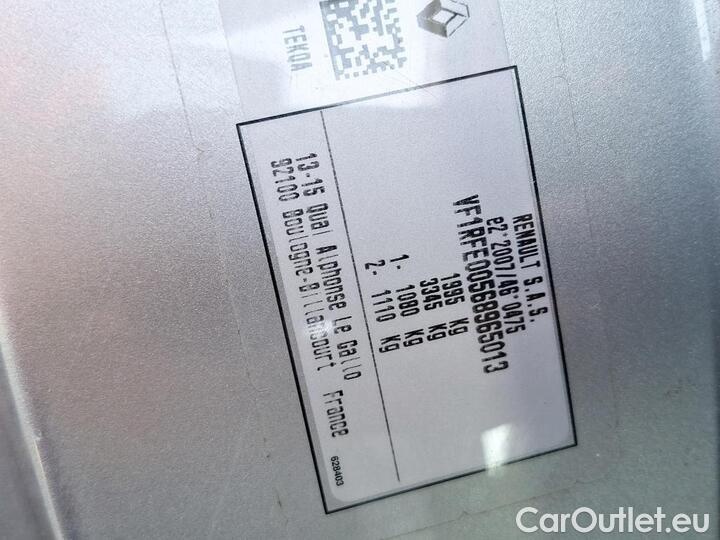 TEKOA
RENAULT S.A.S.
e2*2007/46*0475
VF1RFE00568965013
1995 Kg
3345 Kg
1- 1080 Kg
2- 1110 Kg
13-15 Quai Alphonse Le Gallo
92100 Boulogne-Billancourt France
628403
CarOutlet.eu